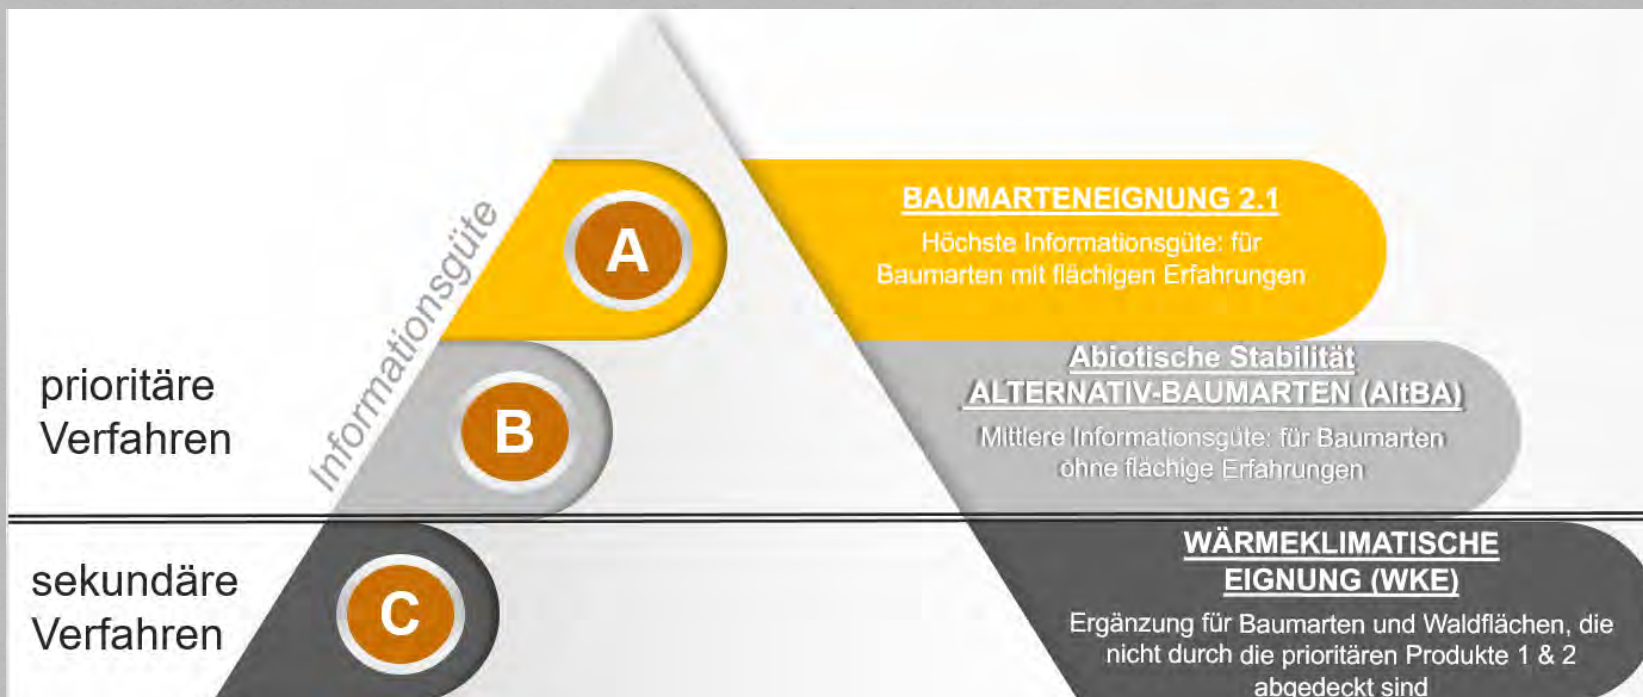 Informationsgüte
prioritäre
Verfahren
A
BAUMARTENEIGNUNG 2.1
Höchste Informationsgüte: für
Baumarten mit flächigen Erfahrungen
B
Abiotische Stabilität
ALTERNATIV-BAUMARTEN (AltBA)
Mittlere Informationsgüte: für Baumarten
ohne flächige Erfahrungen
sekundäre
Verfahren
C
WÄRMEKLIMATISCHE
EIGNUNG (WKE)
Ergänzung für Baumarten und Waldflächen, die
nicht durch die prioritären Produkte 1 & 2
abgedeckt sind